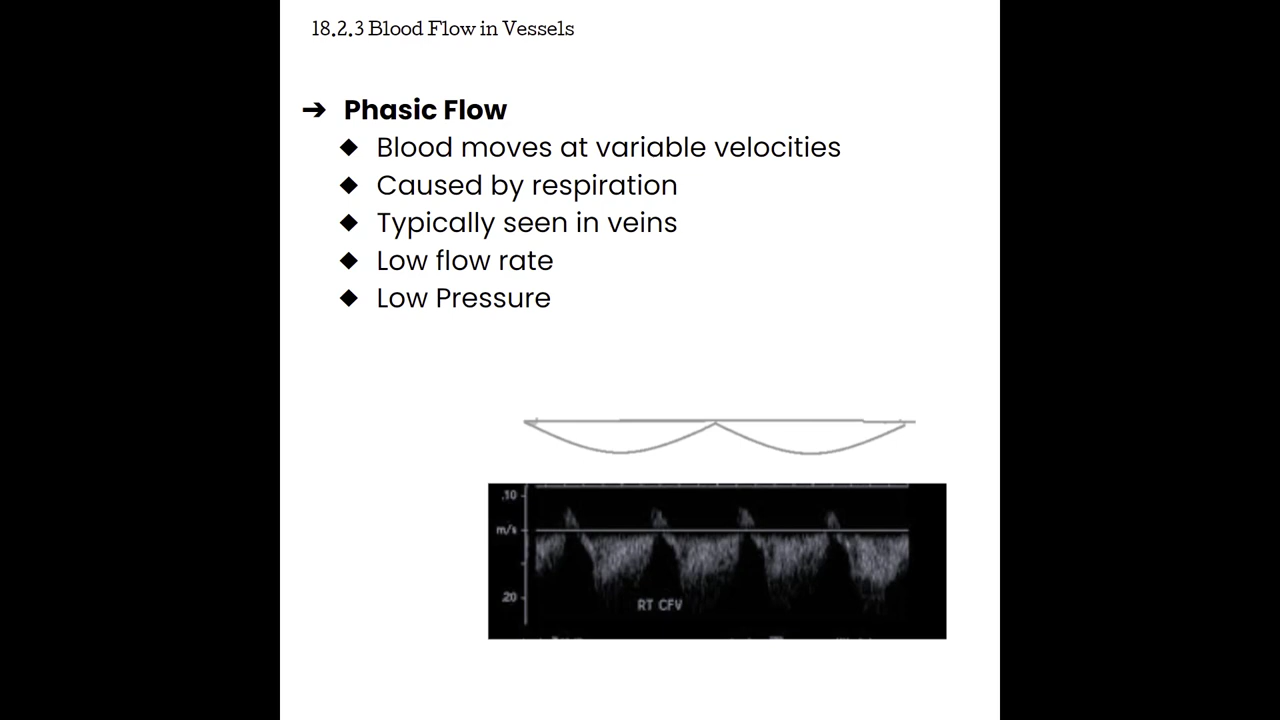 18.2.3 Blood Flow in Vessels
➔ Phasic Flow
◆ Blood moves at variable velocities
◆ Caused by respiration
◆ Typically seen in veins
◆ Low flow rate
◆ Low Pressure
.10
m/s
.20
RT CFV